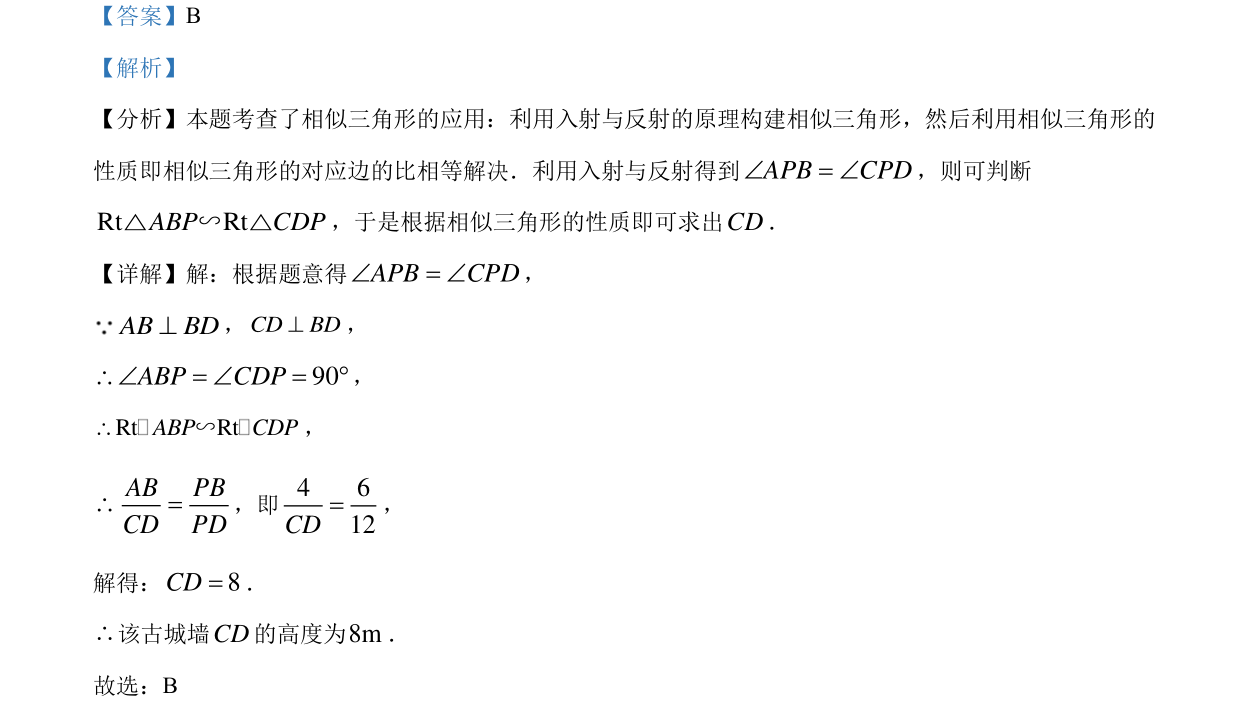 【答案】B
【解析】
【分析】本题考查了相似三角形的应用：利用入射与反射的原理构建相似三角形，然后利用相似三角形的
性质即相似三角形的对应边的比相等解决．利用入射与反射得到∠APB = ∠CPD，则可判断
Rt△ABP∽Rt△CDP，于是根据相似三角形的性质即可求出CD．
【详解】解：根据题意得∠APB = ∠CPD，
∵AB ⊥ BD，CD ⊥ BD，
∴∠ABP = ∠CDP = 90°，
∴Rt□ABP∽Rt□CDP，
∴AB/CD = PB/PD，即4/CD = 6/12，
解得：CD = 8．
∴该古城墙CD的高度为8m．
故选：B